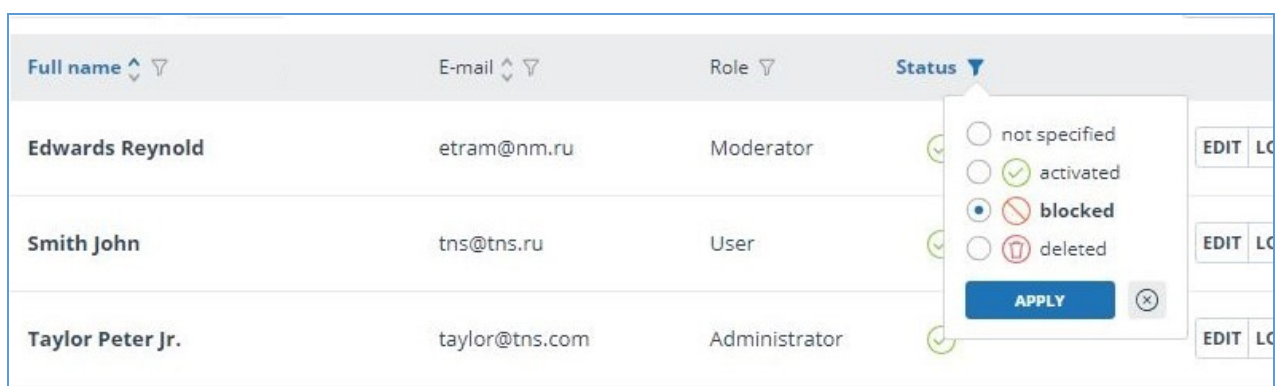 Full name E-mail Role Status
not specified
Edwards Reynold etram@nm.ru Moderator EDIT
activated
blocked
Smith John tns@tns.ru User EDIT
deleted
APPLY
Taylor Peter Jr. taylor@tns.com Administrator EDIT